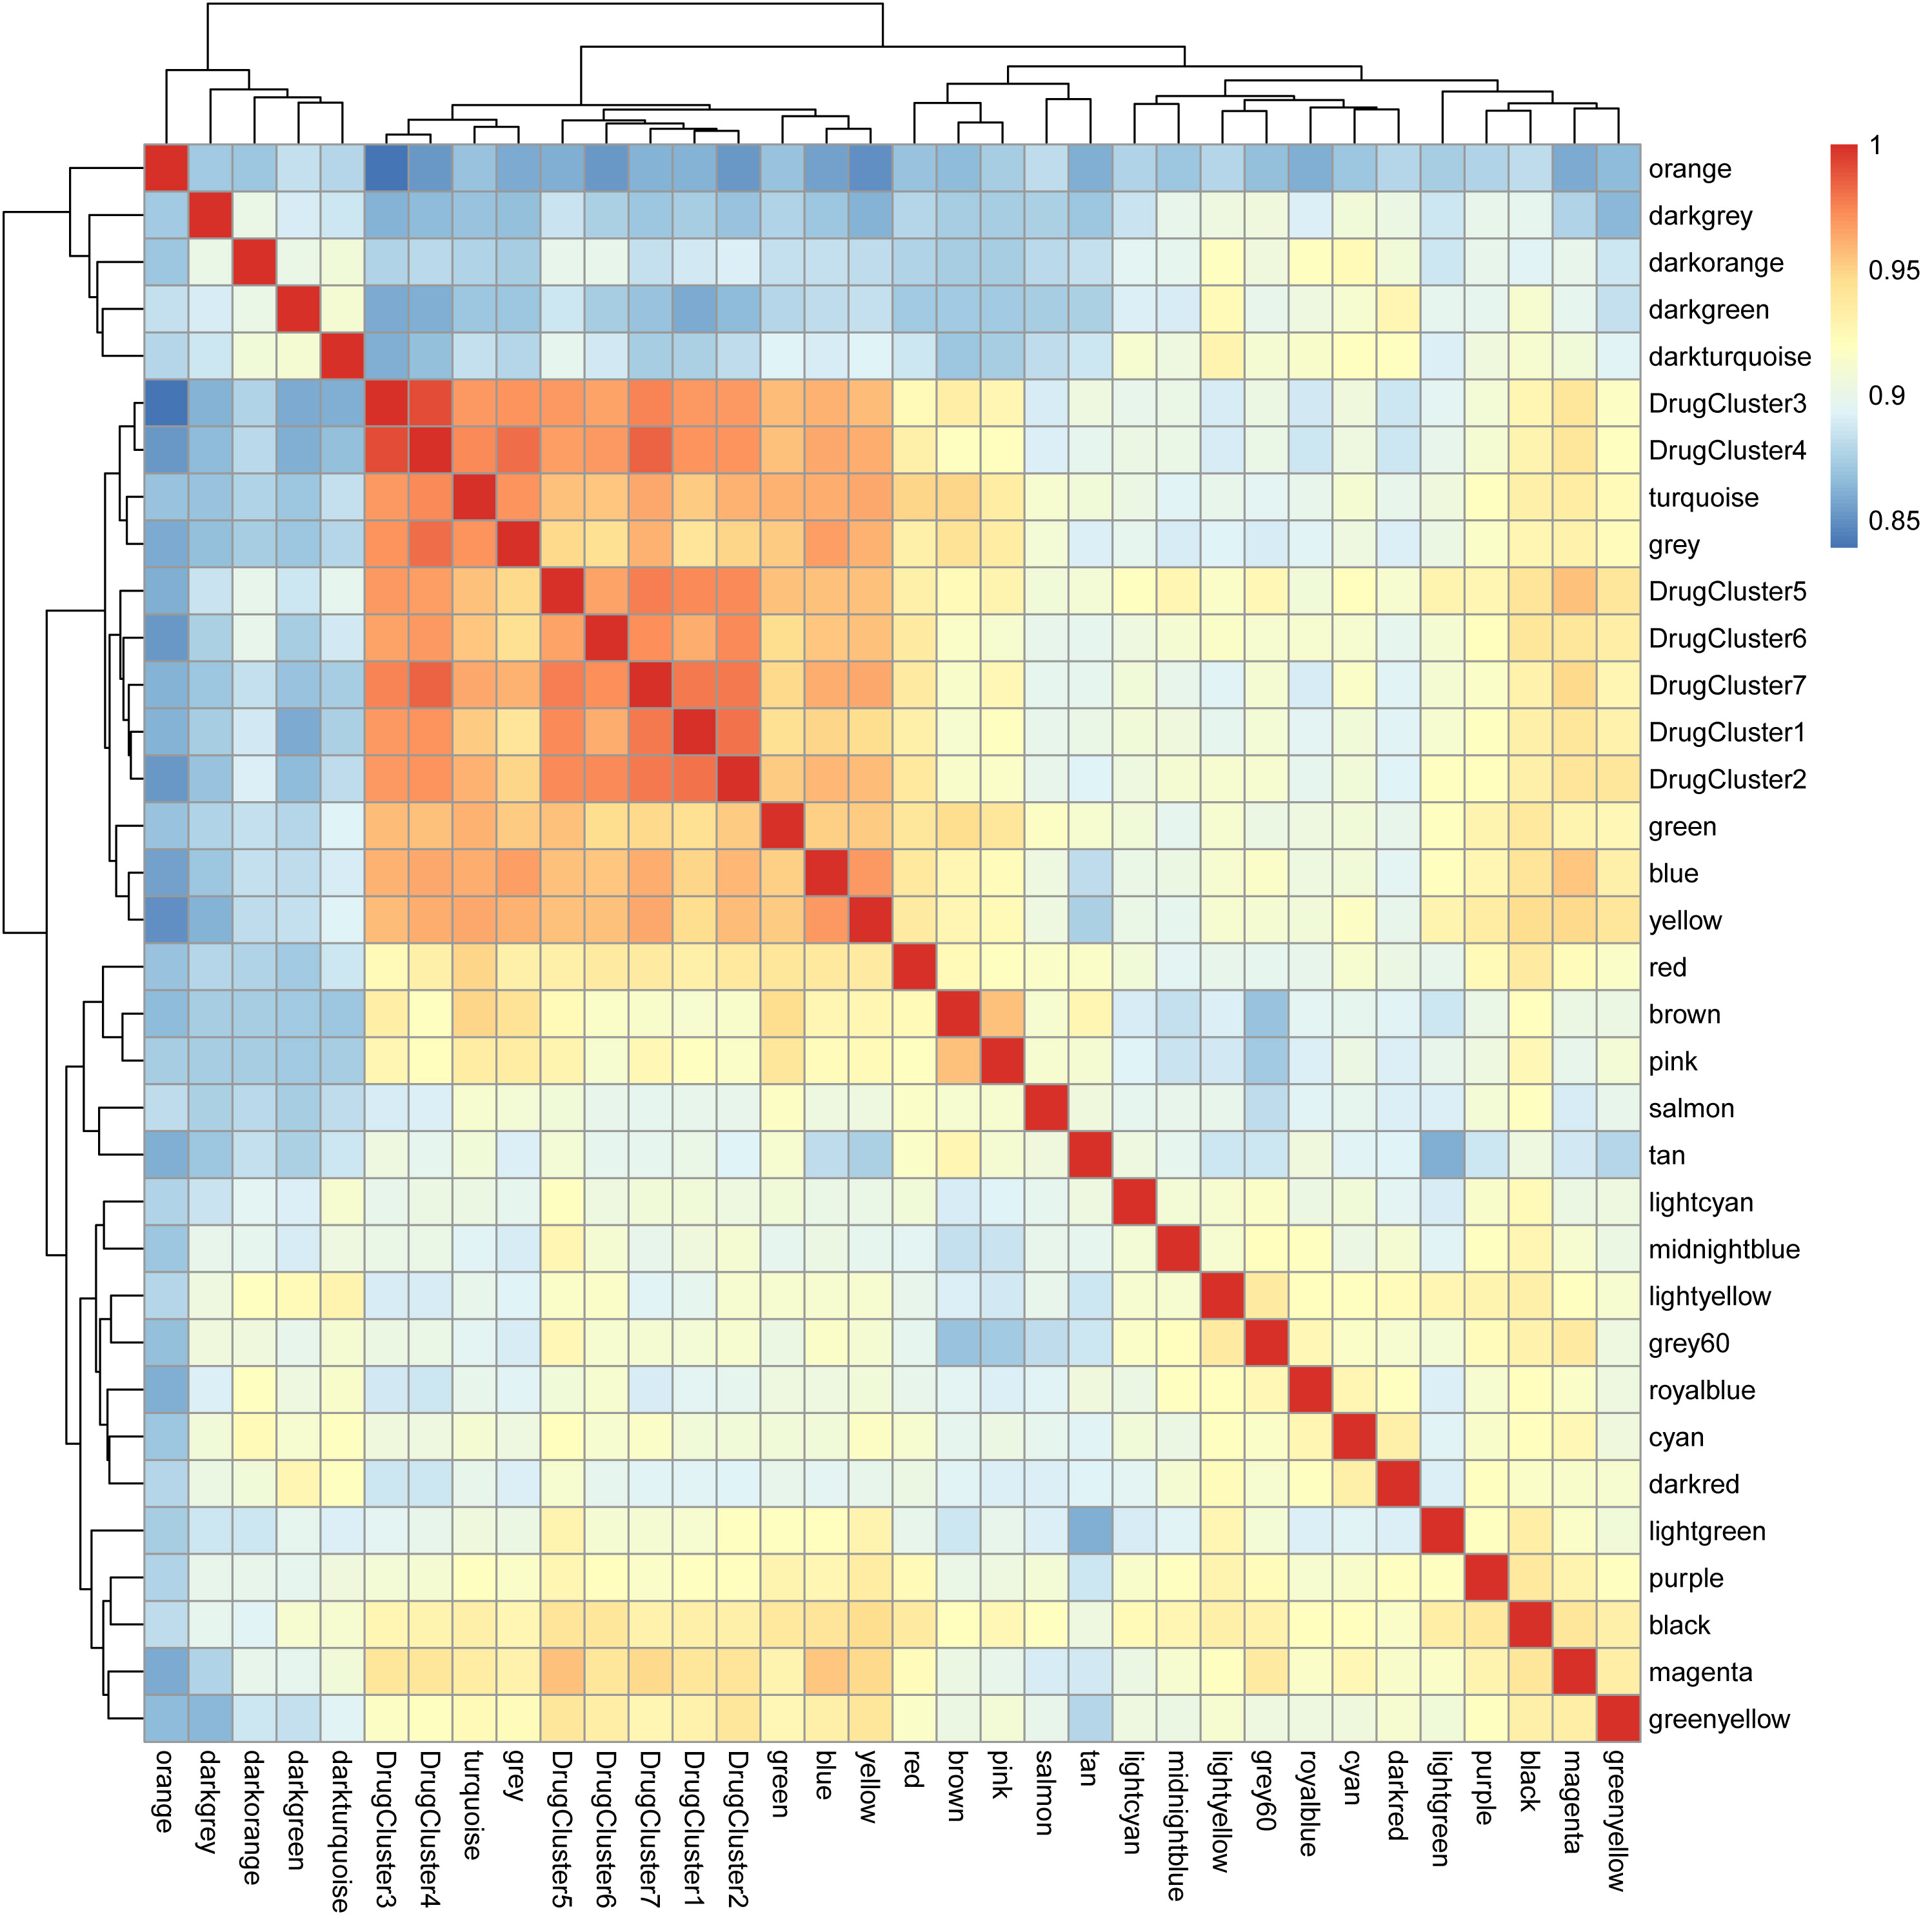 1
0.95
0.9
0.85
orange
darkgrey
darkorange
darkgreen
darkturquoise
DrugCluster3
DrugCluster4
turquoise
grey
DrugCluster5
DrugCluster6
DrugCluster7
DrugCluster1
DrugCluster2
green
blue
yellow
red
brown
pink
salmon
tan
lightcyan
midnightblue
lightyellow
grey60
royalblue
cyan
darkred
lightgreen
purple
black
magenta
greenyellow
orange
darkgrey
darkorange
darkgreen
darkturquoise
DrugCluster3
DrugCluster4
turquoise
grey
DrugCluster5
DrugCluster6
DrugCluster7
DrugCluster1
DrugCluster2
green
blue
yellow
red
brown
pink
salmon
tan
lightcyan
midnightblue
lightyellow
grey60
royalblue
cyan
darkred
lightgreen
purple
black
magenta
greenyellow